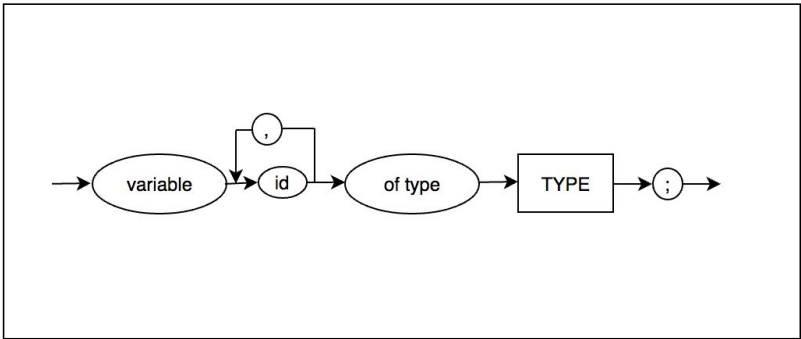 ,
variable id of type TYPE ;